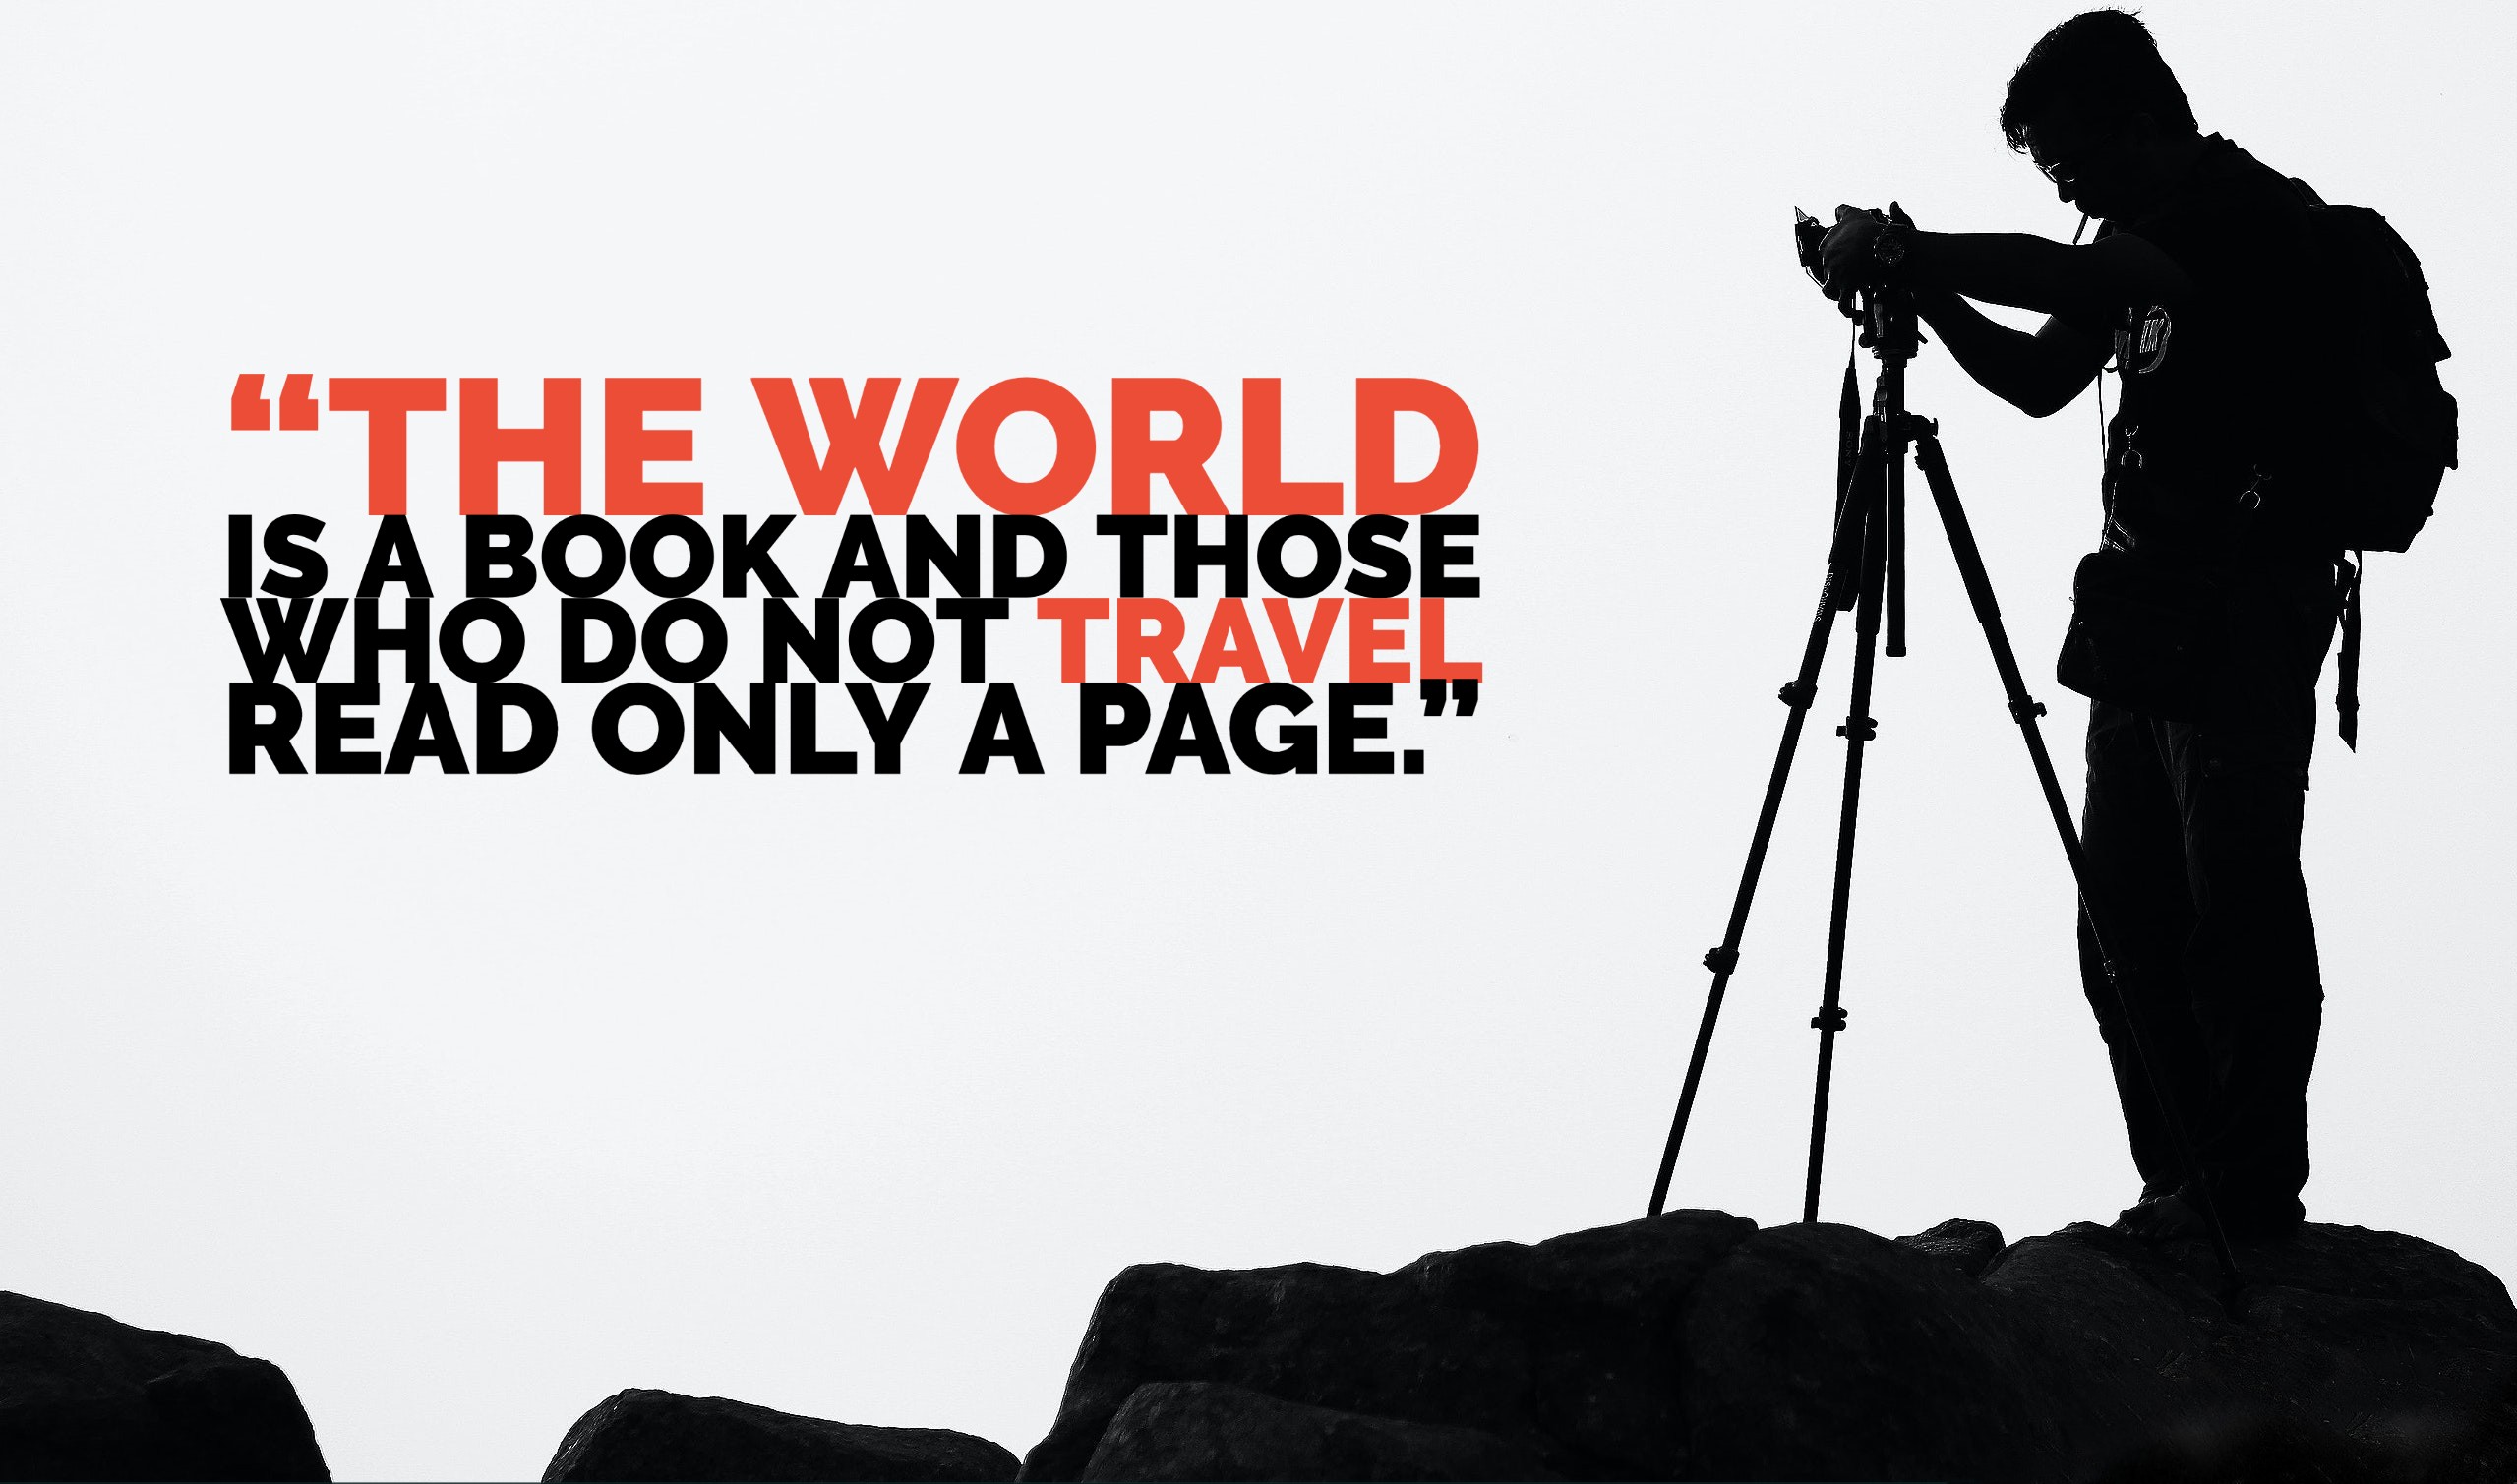 “THE WORLD
IS A BOOK AND THOSE
WHO DO NOT TRAVEL
READ ONLY A PAGE.”